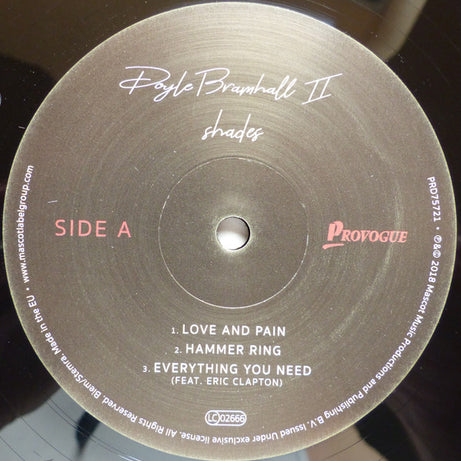 Doyle Bramhall II
shades
SIDE A
PROVOGUE
1. LOVE AND PAIN
2. HAMMER RING
3. EVERYTHING YOU NEED
(FEAT. ERIC CLAPTON)
LC 02666
PRD75721 • ℗&© 2018 Mascot Music Productions and Publishing B.V. Issued Under exclusive license. All Rights Reserved. Biem/Stemra. Made in the EU • www.mascotlabelgroup.com